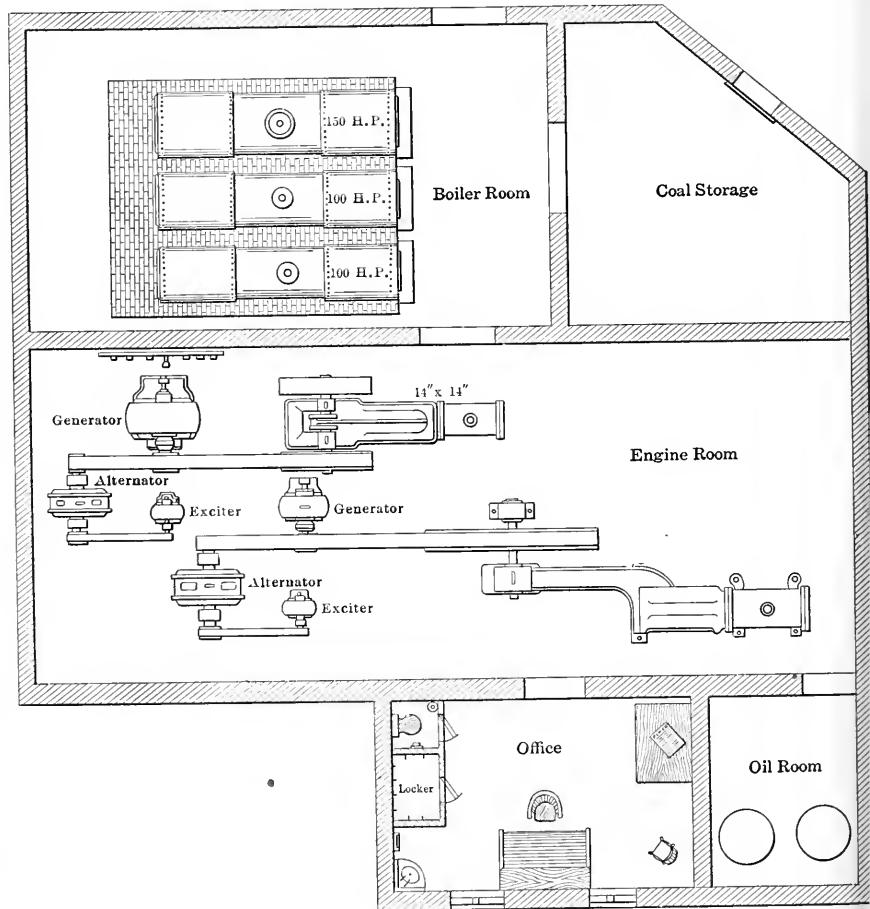 150 H.P.
100 H.P.
100 H.P.
Boiler Room
Coal Storage
14" x 14"
Generator
Engine Room
Alternator
Exciter
Generator
Alternator
Exciter
Office
Locker
Oil Room